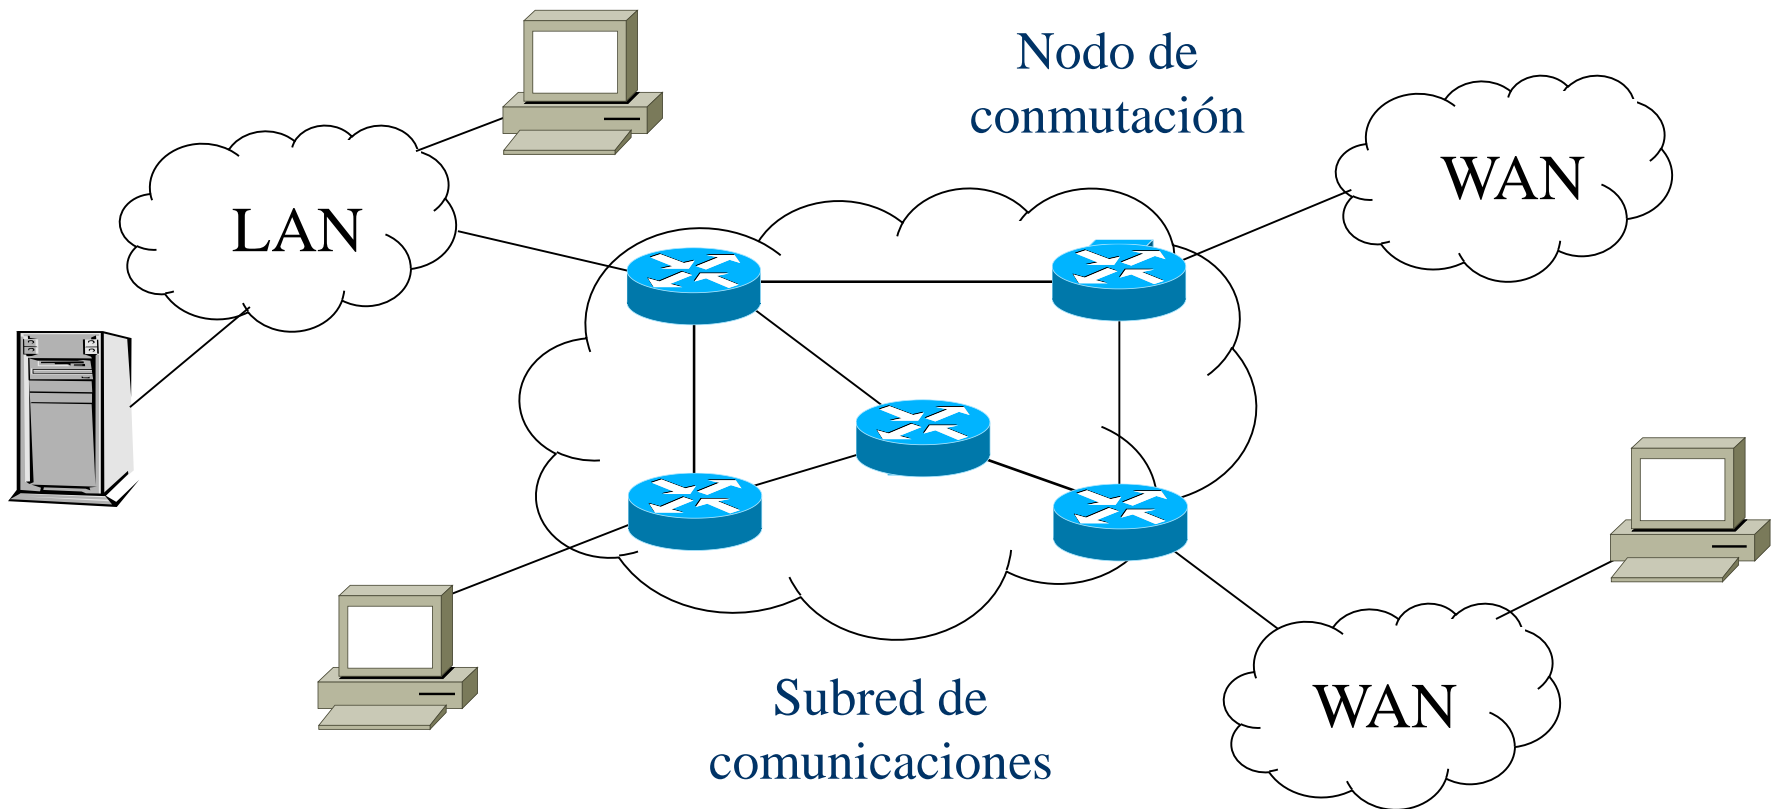 Nodo de
conmutación
WAN
LAN
Subred de
comunicaciones
WAN